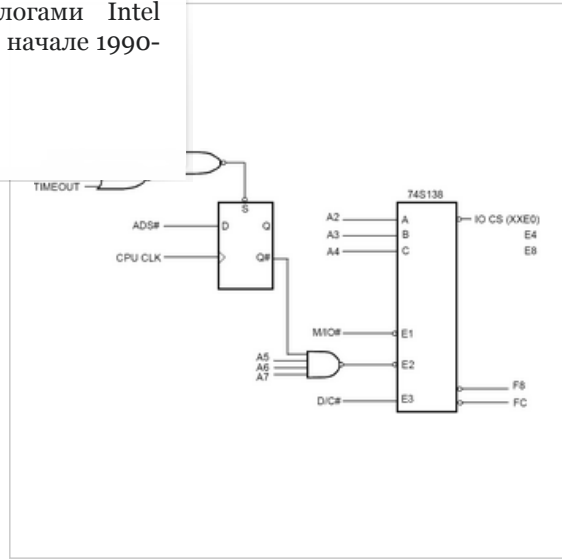 логами Intel
начале 1990-
TIMEOUT
S
ADS#
D
Q
CPU CLK
Q#
74S138
A2
A
IO CS (XXE0)
A3
B
E4
A4
C
E8
M/IO#
E1
A5
A6
A7
E2
F8
D/C#
E3
FC